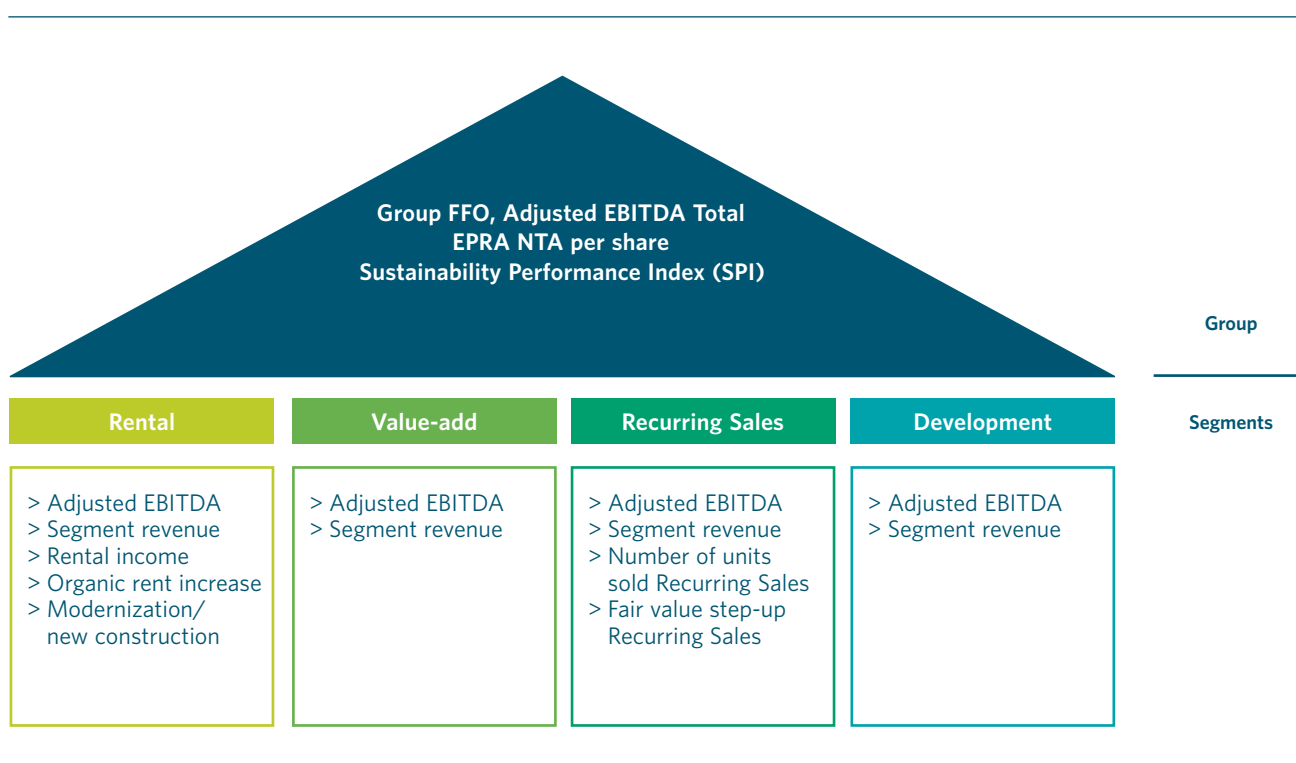 Group FFO, Adjusted EBITDA Total
EPRA NTA per share
Sustainability Performance Index (SPI)
Group
Rental
Value-add
Recurring Sales
Development
Segments
> Adjusted EBITDA
> Segment revenue
> Rental income
> Organic rent increase
> Modernization/
new construction
> Adjusted EBITDA
> Segment revenue
> Adjusted EBITDA
> Segment revenue
> Number of units
sold Recurring Sales
> Fair value step-up
Recurring Sales
> Adjusted EBITDA
> Segment revenue